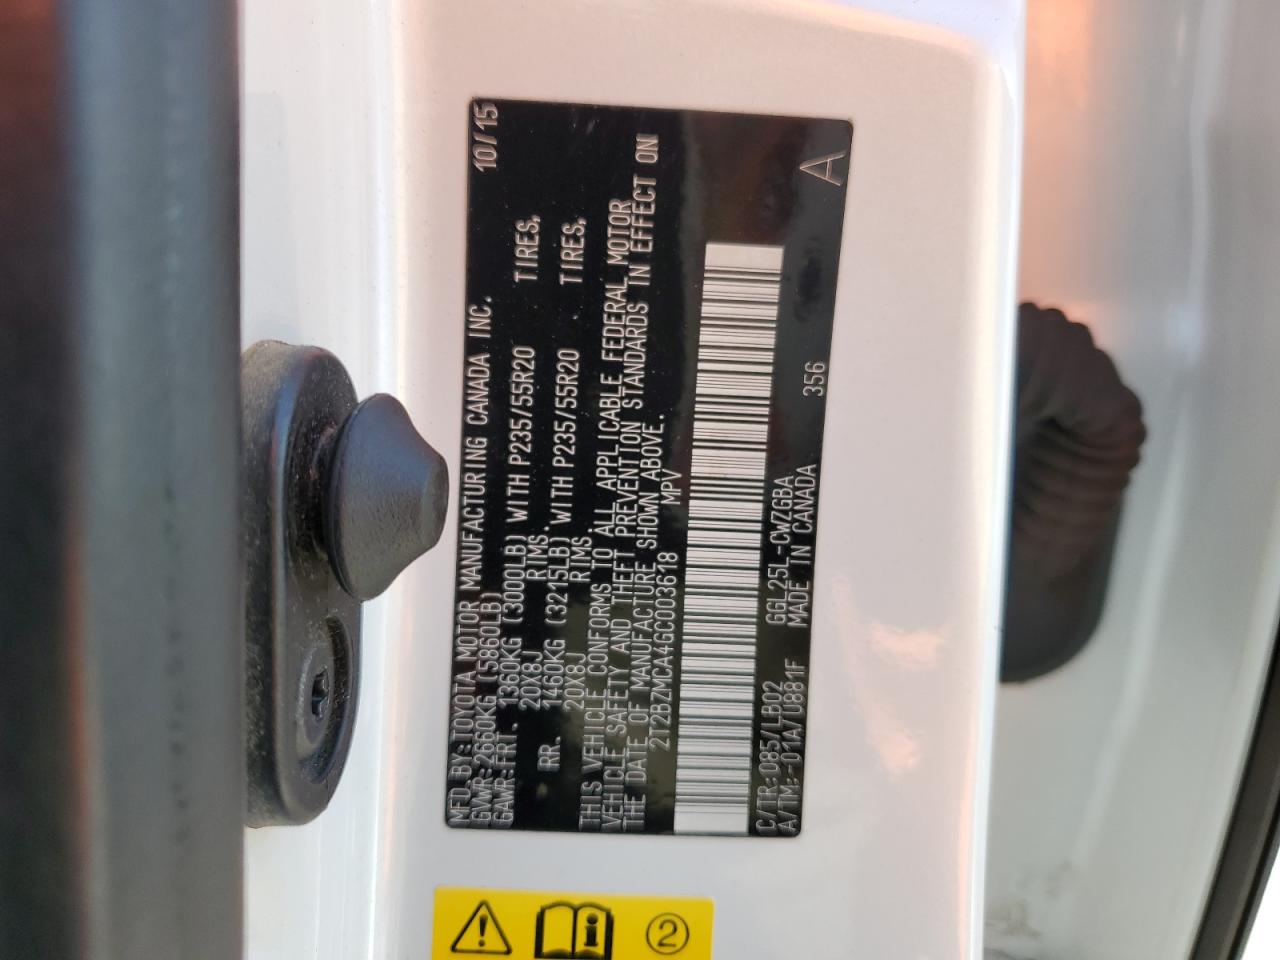 MFD. BY: TOYOTA MOTOR MANUFACTURING CANADA INC. 10/15
GVWR: 2660KG (5860LB)
GAWR: FRT. 1360KG (3000LB) WITH P235/55R20 TIRES,
20X8J RIMS.
RR. 1460KG (3215LB) WITH P235/55R20 TIRES,
20X8J RIMS.
THIS VEHICLE CONFORMS TO ALL APPLICABLE FEDERAL MOTOR
VEHICLE SAFETY AND THEFT PREVENTION STANDARDS IN EFFECT ON
THE DATE OF MANUFACTURE SHOWN ABOVE.
2T2BZMCA4GC003618 MPV
C/TR: 085/LB02 GGL25L-CWZGBA
A/TM: -01A/U881F MADE IN CANADA 356 A
2